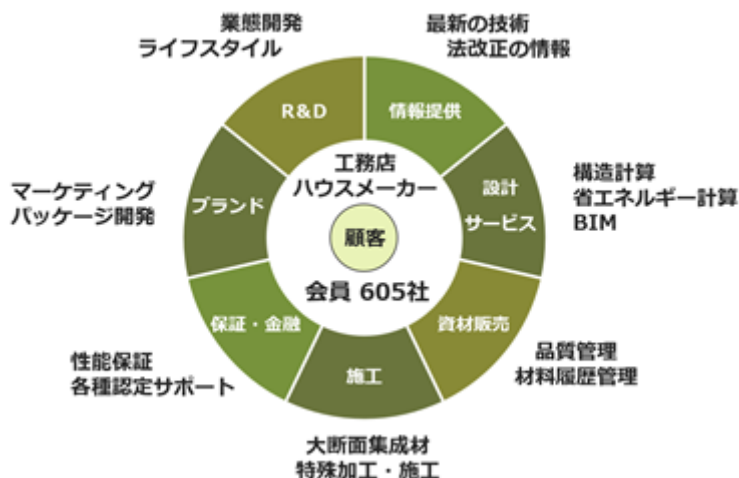 業態開発
ライフスタイル
最新の技術
法改正の情報
R&D
情報提供
工務店
ハウスメーカー
顧客
会員 605社
マーケティング
パッケージ開発
ブランド
設計
サービス
構造計算
省エネルギー計算
BIM
保証・金融
資材販売
性能保証
各種認定サポート
施工
品質管理
材料履歴管理
大断面集成材
特殊加工・施工